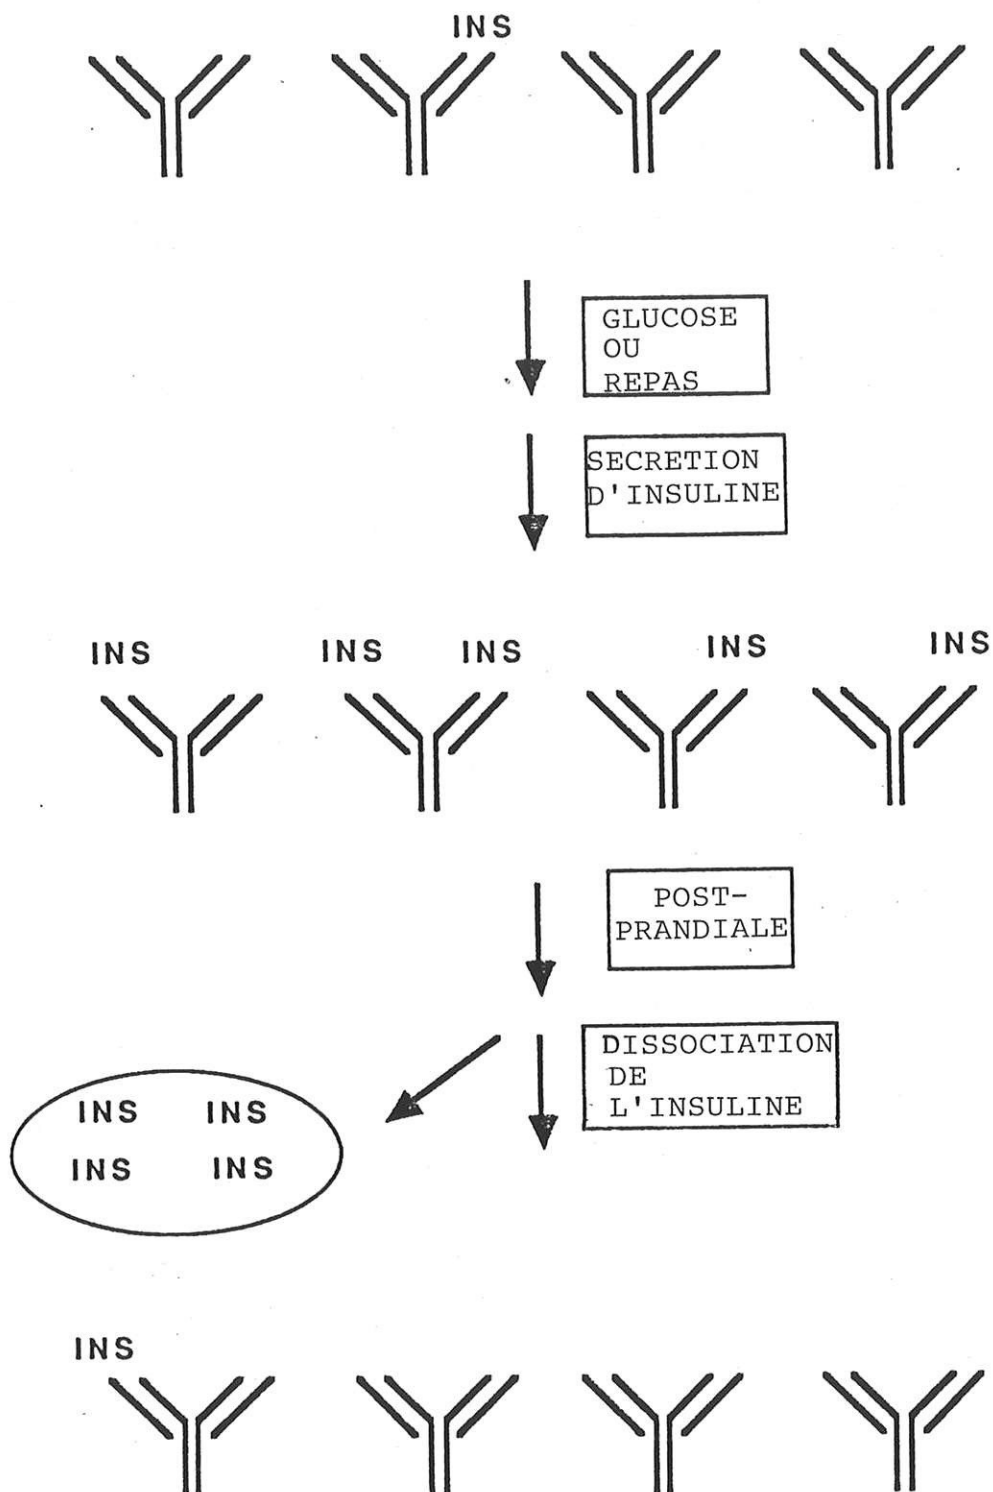 INS
GLUCOSE
OU
REPAS
SECRETION
D'INSULINE
INS INS INS INS INS
POST-
PRANDIALE
DISSOCIATION
DE
L'INSULINE
INS INS
INS INS
INS